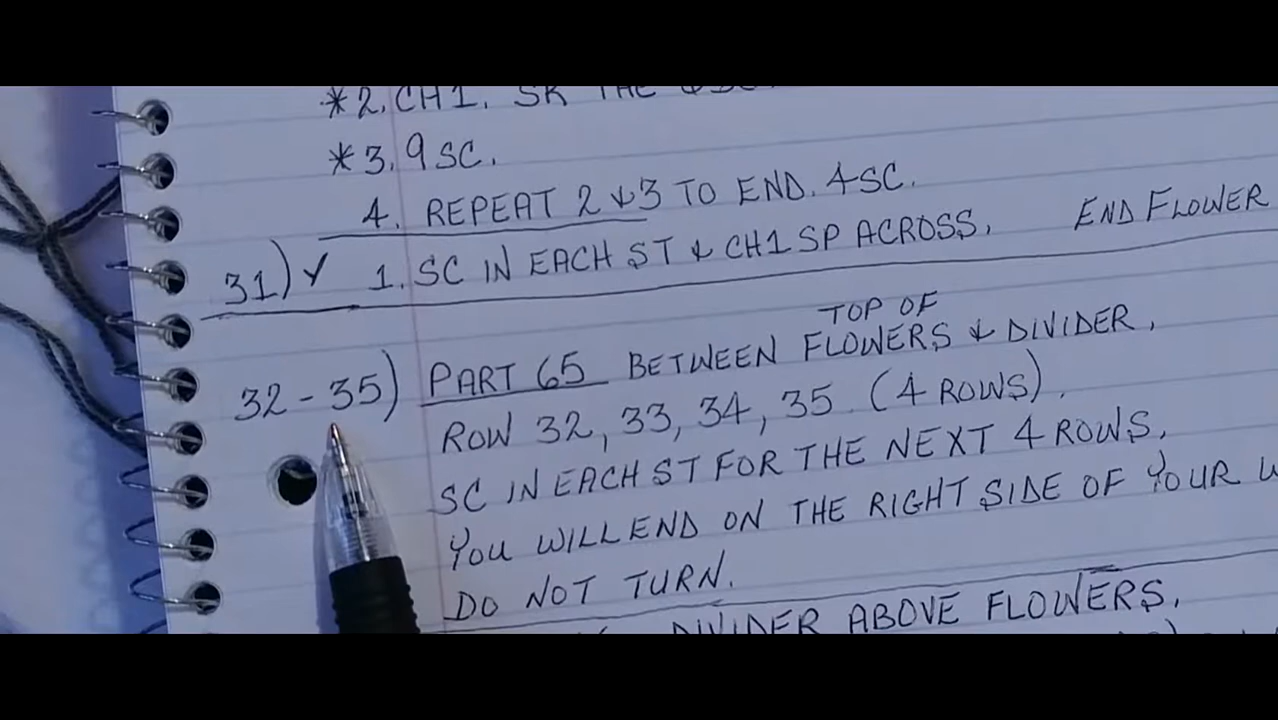 *2. CH1. SK THE
*3. 9 SC.
4. REPEAT 2 & 3 TO END. 4 SC.
31) ✓ 1. SC IN EACH ST & CH1 SP ACROSS. END FLOWER
TOP OF
32 - 35) PART 65 BETWEEN FLOWERS & DIVIDER.
ROW 32, 33, 34, 35. (4 ROWS).
SC IN EACH ST FOR THE NEXT 4 ROWS.
YOU WILL END ON THE RIGHT SIDE OF YOUR W
DO NOT TURN.
DIVIDER ABOVE FLOWERS.